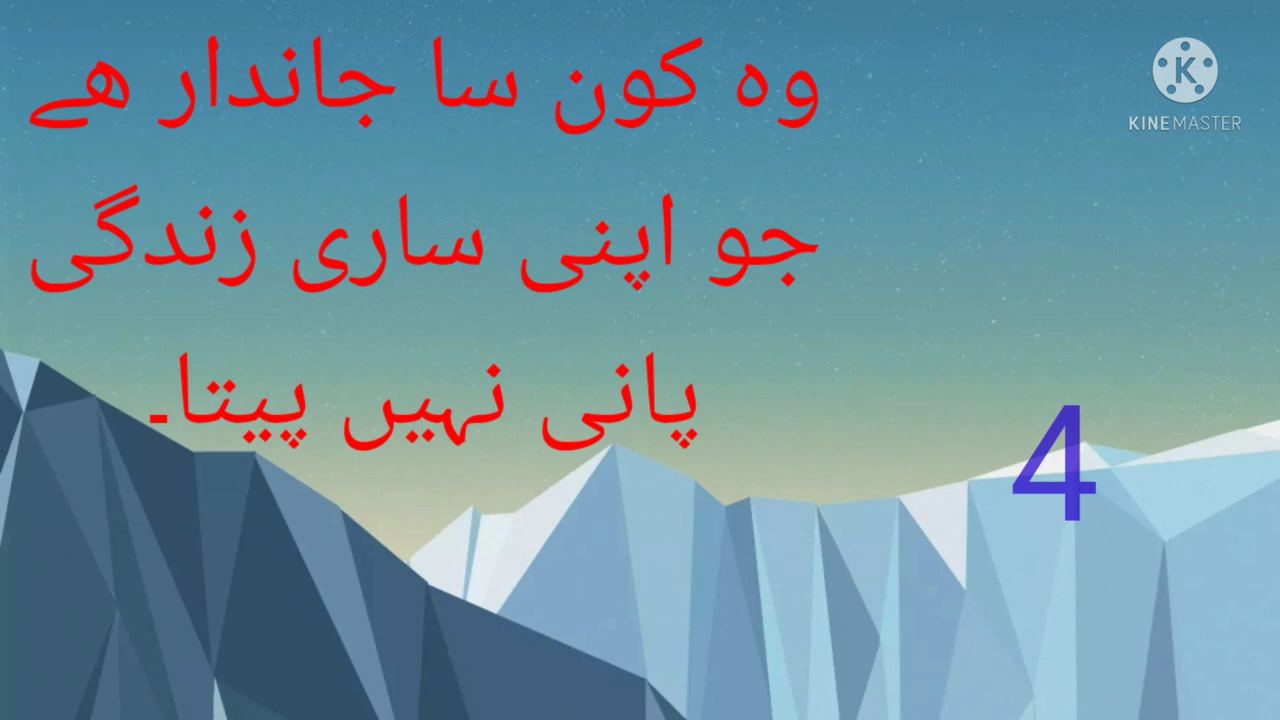 وہ کون سا جاندار ھے
جو اپنی ساری زندگی
پانی نہیں پیتا۔
4
K
KINEMASTER